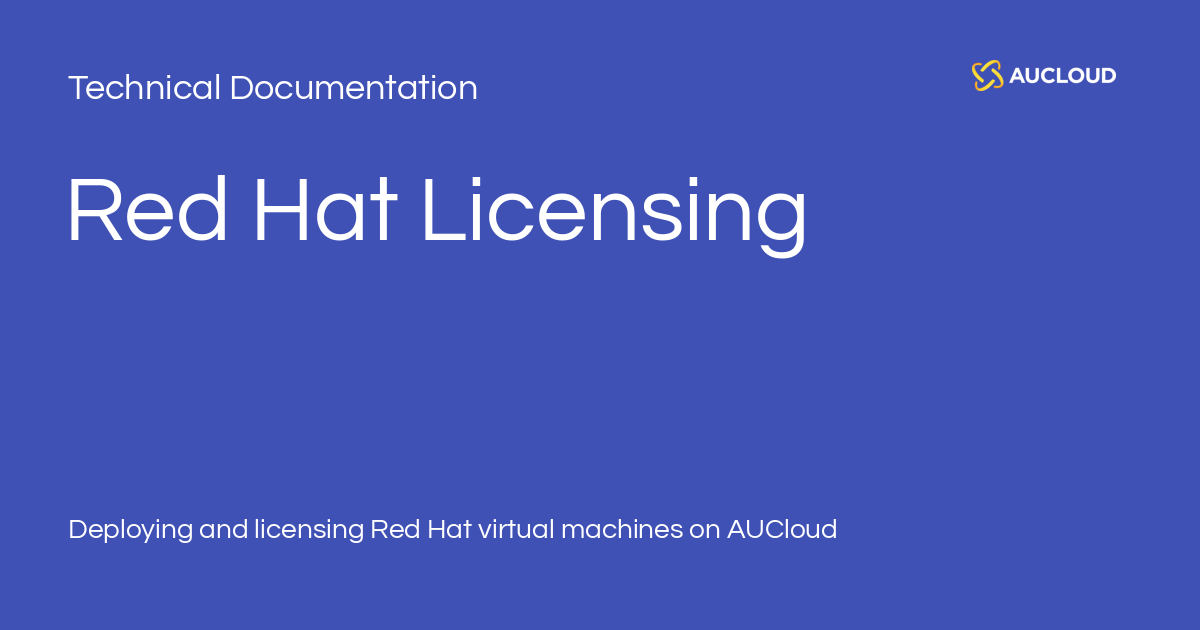 Technical Documentation
AUCLOUD
Red Hat Licensing
Deploying and licensing Red Hat virtual machines on AUCloud